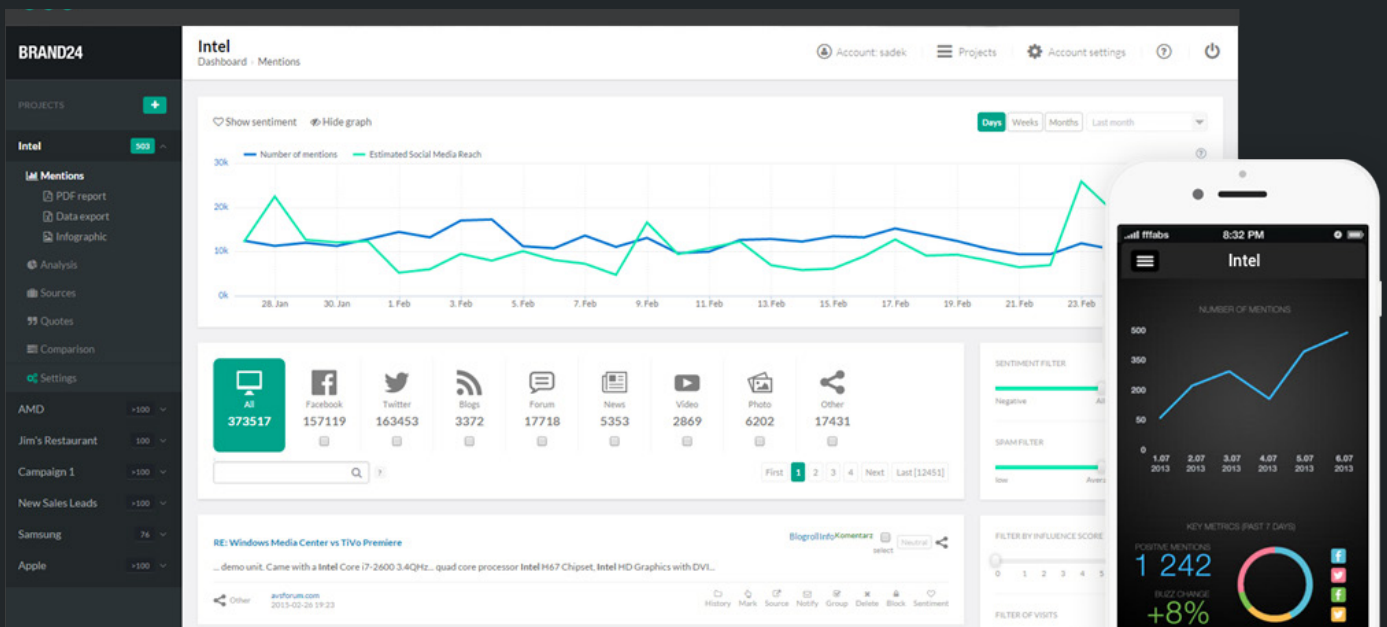 BRAND24
Intel
Dashboard › Mentions
Account: sadek
Projects
Account settings
?
PROJECTS
+
Intel 503
Mentions
PDF report
Data export
Infographic
Analysis
Sources
Quotes
Comparison
Settings
AMD >100
Jim's Restaurant 100
Campaign 1 >100
New Sales Leads >100
Samsung 76
Apple >100
Show sentiment Hide graph
Days Weeks Months Last month
Number of mentions Estimated Social Media Reach
?
30k
20k
10k
0k
28. Jan 30. Jan 1. Feb 3. Feb 5. Feb 7. Feb 9. Feb 11. Feb 13. Feb 15. Feb 17. Feb 19. Feb 21. Feb 23. Feb
All Facebook Twitter Blogs Forum News Video Photo Other
373517 157119 163453 3372 17718 5353 2869 6202 17431
?
First 1 2 3 4 Next Last [12451]
RE: Windows Media Center vs TiVo Premiere
BlogrollInfoKomentarz
select
Neutral
... demo unit. Came with a Intel Core i7-2600 3.4QHz... quad core processor Intel H67 Chipset, Intel HD Graphics with DVI...
Other
avsforum.com
2015-02-26 19:23
History Mark Source Notify Group Delete Block Sentiment
SENTIMENT FILTER
Negative
SPAM FILTER
low
FILTER BY INFLUENCE SCORE
0 1 2 3 4 5
FILTER OF VISITS
fffabs 8:32 PM
Intel
NUMBER OF MENTIONS
500
350
200
50
0
1.07 2.07 3.07 4.07 5.07 6.07
2013 2013 2013 2013 2013 2013
KEY METRICS (PAST 7 DAYS)
POSITIVE MENTIONS
1 242
BUZZ CHANGE
+8%